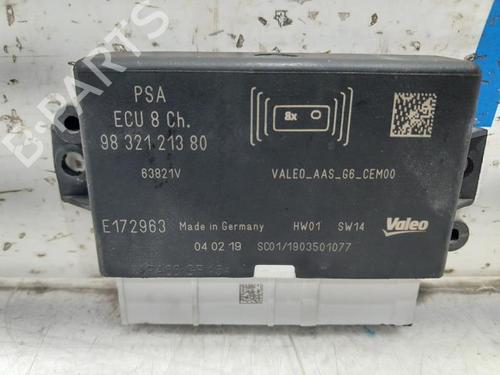 PSA
ECU 8 Ch.
98 321 213 80
8x
63821V
VALEO_AAS_G6_CEM00
E172963 Made in Germany HW01 SW14 Valeo
04 02 19 SC01/1903501077
B-PARTS